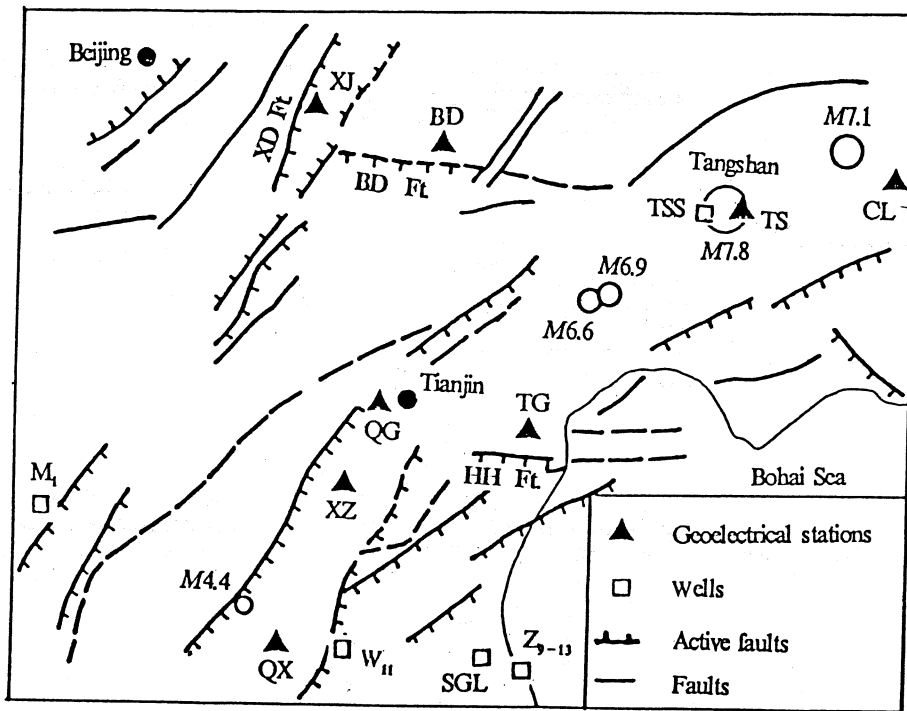 Beijing
XJ
XD Ft.
BD
BD Ft.
M7.1
Tangshan
TSS
TS
CL
M7.8
M6.9
M6.6
Tianjin
QG
TG
HH Ft.
Bohai Sea
M₁
XZ
M4.4
QX
W₁₁
SGL
Z₉₋₁₃
Geoelectrical stations
Wells
Active faults
Faults